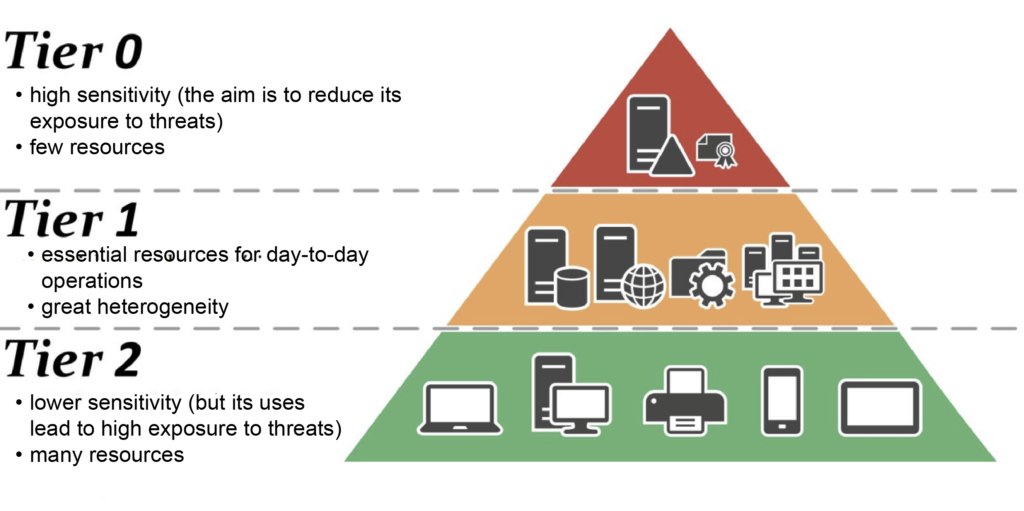 Tier 0
• high sensitivity (the aim is to reduce its
exposure to threats)
• few resources
Tier 1
• essential resources for day-to-day
operations
• great heterogeneity
Tier 2
• lower sensitivity (but its uses
lead to high exposure to threats)
• many resources